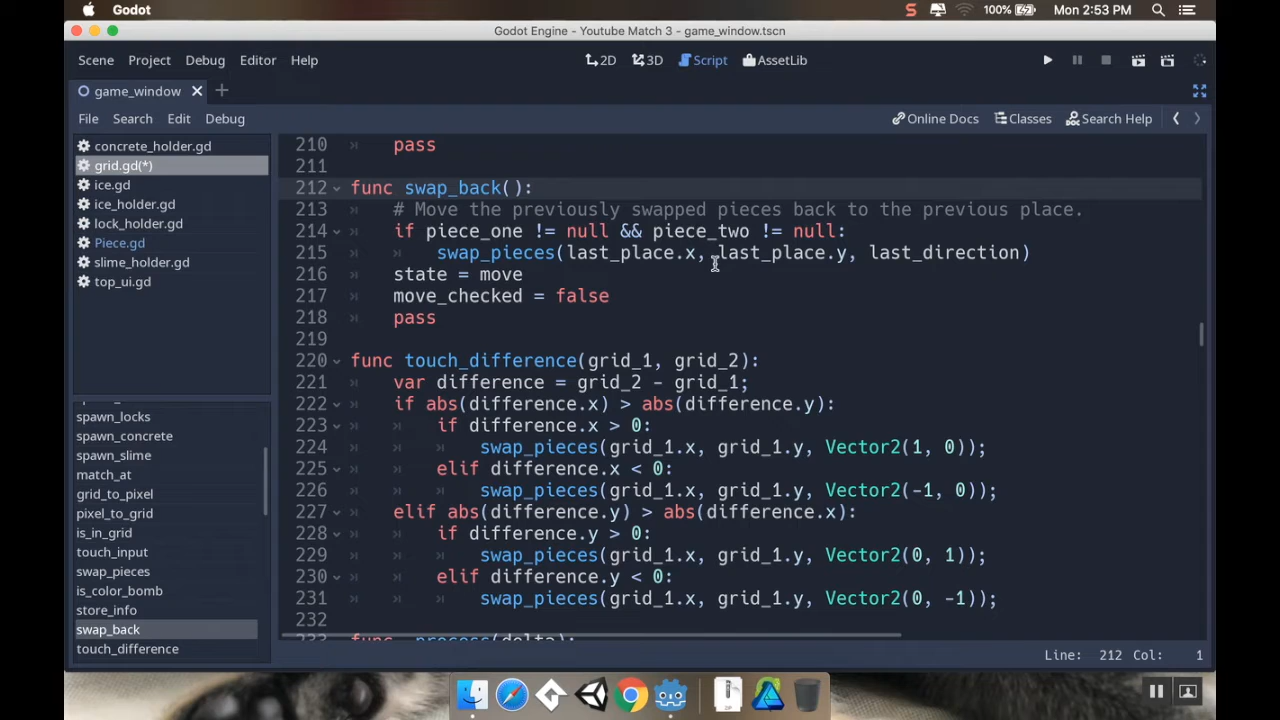 Godot
100%
Mon 2:53 PM
Godot Engine - Youtube Match 3 - game_window.tscn
Scene Project Debug Editor Help
2D 3D Script AssetLib
game_window
File Search Edit Debug
Online Docs Classes Search Help
concrete_holder.gd
grid.gd(*)
ice.gd
ice_holder.gd
lock_holder.gd
Piece.gd
slime_holder.gd
top_ui.gd
spawn_locks
spawn_concrete
spawn_slime
match_at
grid_to_pixel
pixel_to_grid
is_in_grid
touch_input
swap_pieces
is_color_bomb
store_info
swap_back
touch_difference
210 pass
211
212 func swap_back():
213 # Move the previously swapped pieces back to the previous place.
214 if piece_one != null && piece_two != null:
215 swap_pieces(last_place.x, last_place.y, last_direction)
216 state = move
217 move_checked = false
218 pass
219
220 func touch_difference(grid_1, grid_2):
221 var difference = grid_2 - grid_1;
222 if abs(difference.x) > abs(difference.y):
223 if difference.x > 0:
224 swap_pieces(grid_1.x, grid_1.y, Vector2(1, 0));
225 elif difference.x < 0:
226 swap_pieces(grid_1.x, grid_1.y, Vector2(-1, 0));
227 elif abs(difference.y) > abs(difference.x):
228 if difference.y > 0:
229 swap_pieces(grid_1.x, grid_1.y, Vector2(0, 1));
230 elif difference.y < 0:
231 swap_pieces(grid_1.x, grid_1.y, Vector2(0, -1));
232
233 func _process(delta):
Line: 212 Col: 1